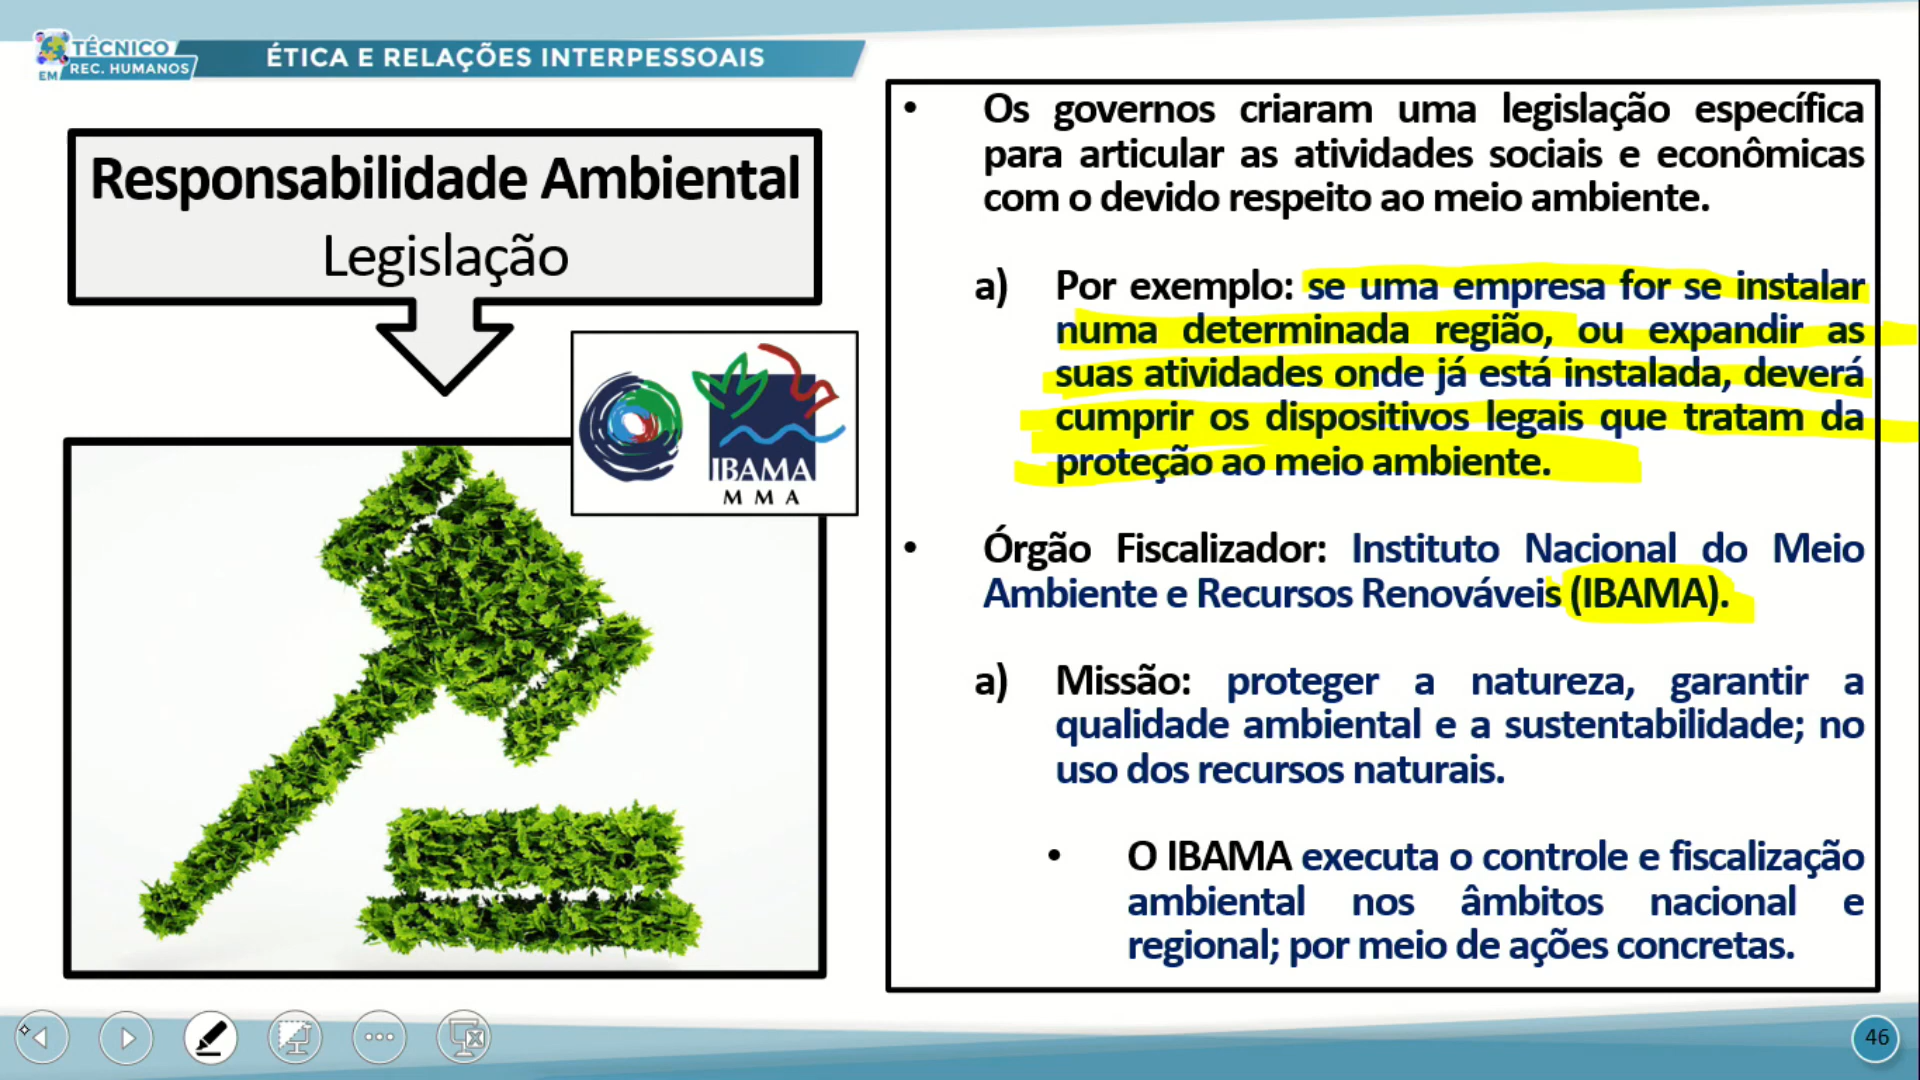 TÉCNICO
EM REC. HUMANOS
ÉTICA E RELAÇÕES INTERPESSOAIS
Responsabilidade Ambiental
Legislação
IBAMA
M M A
• Os governos criaram uma legislação específica
para articular as atividades sociais e econômicas
com o devido respeito ao meio ambiente.
a) Por exemplo: se uma empresa for se instalar
numa determinada região, ou expandir as
suas atividades onde já está instalada, deverá
cumprir os dispositivos legais que tratam da
proteção ao meio ambiente.
• Órgão Fiscalizador: Instituto Nacional do Meio
Ambiente e Recursos Renováveis (IBAMA).
a) Missão: proteger a natureza, garantir a
qualidade ambiental e a sustentabilidade; no
uso dos recursos naturais.
• O IBAMA executa o controle e fiscalização
ambiental nos âmbitos nacional e
regional; por meio de ações concretas.
46